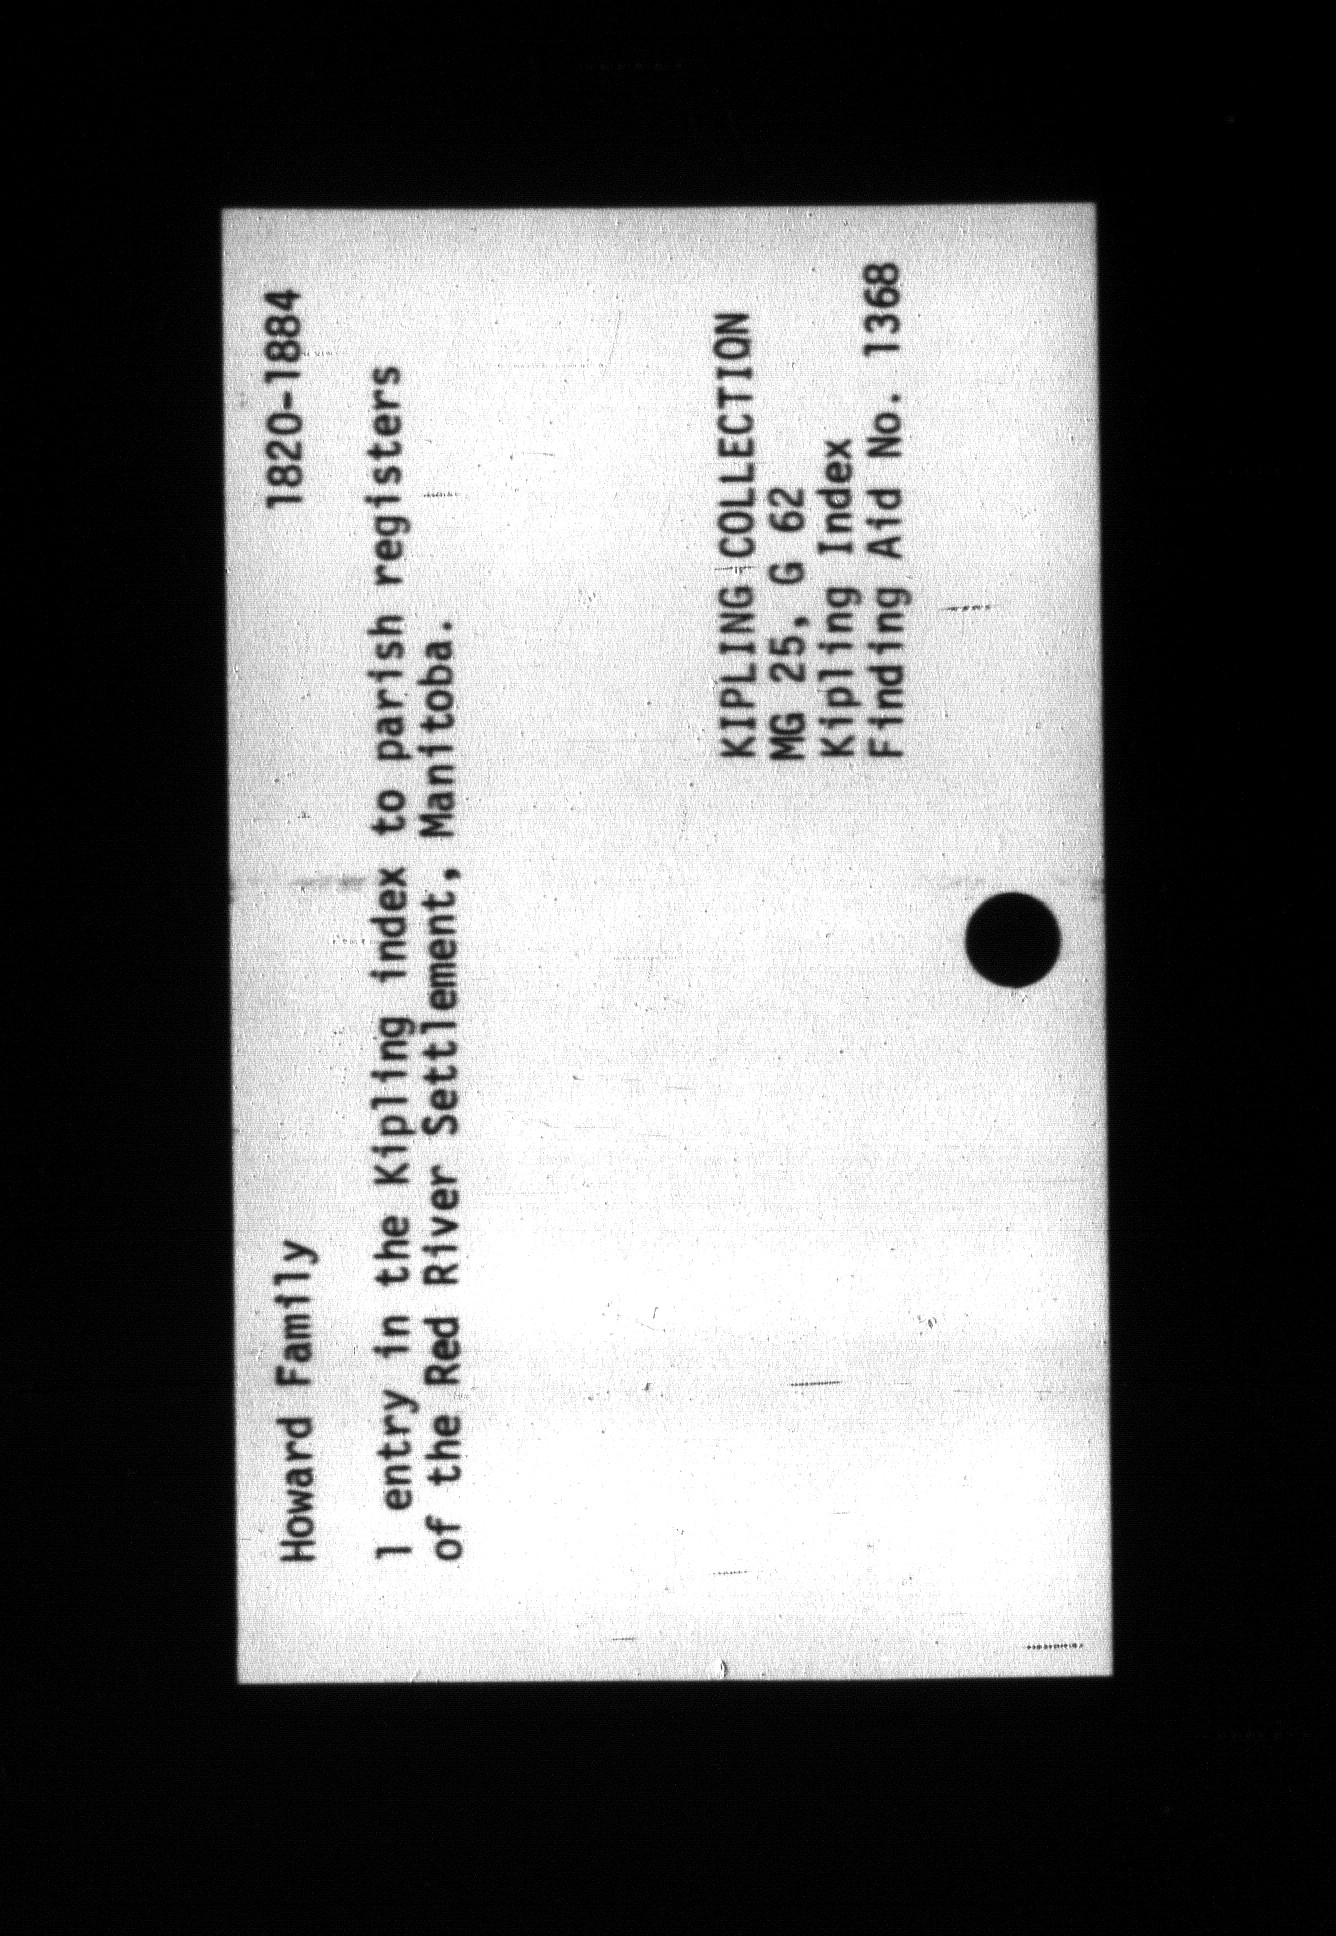 Howard Family 1820-1884
1 entry in the Kipling index to parish registers
of the Red River Settlement, Manitoba.
KIPLING COLLECTION
MG 25, G 62
Kipling Index
Finding Aid No. 1368